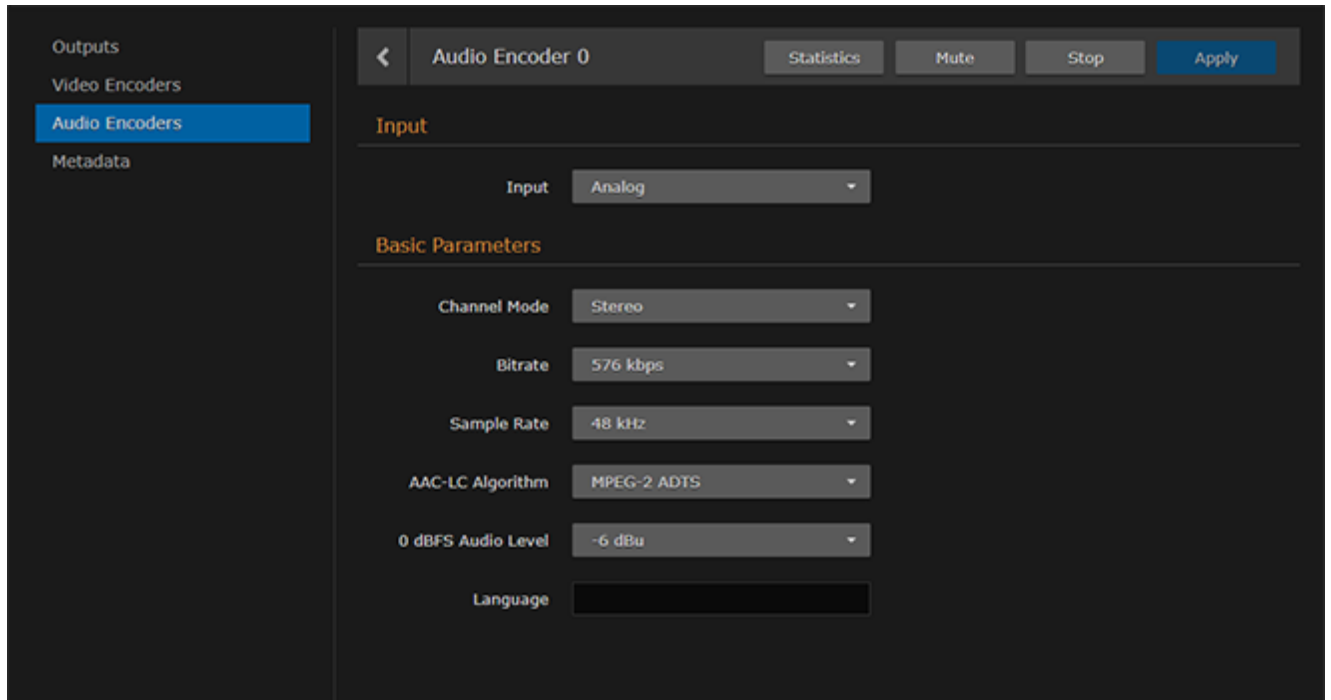 Outputs
Video Encoders
Audio Encoders
Metadata
Audio Encoder 0 Statistics Mute Stop Apply
Input
Input Analog
Basic Parameters
Channel Mode Stereo
Bitrate 576 kbps
Sample Rate 48 kHz
AAC-LC Algorithm MPEG-2 ADTS
0 dBFS Audio Level -6 dBu
Language